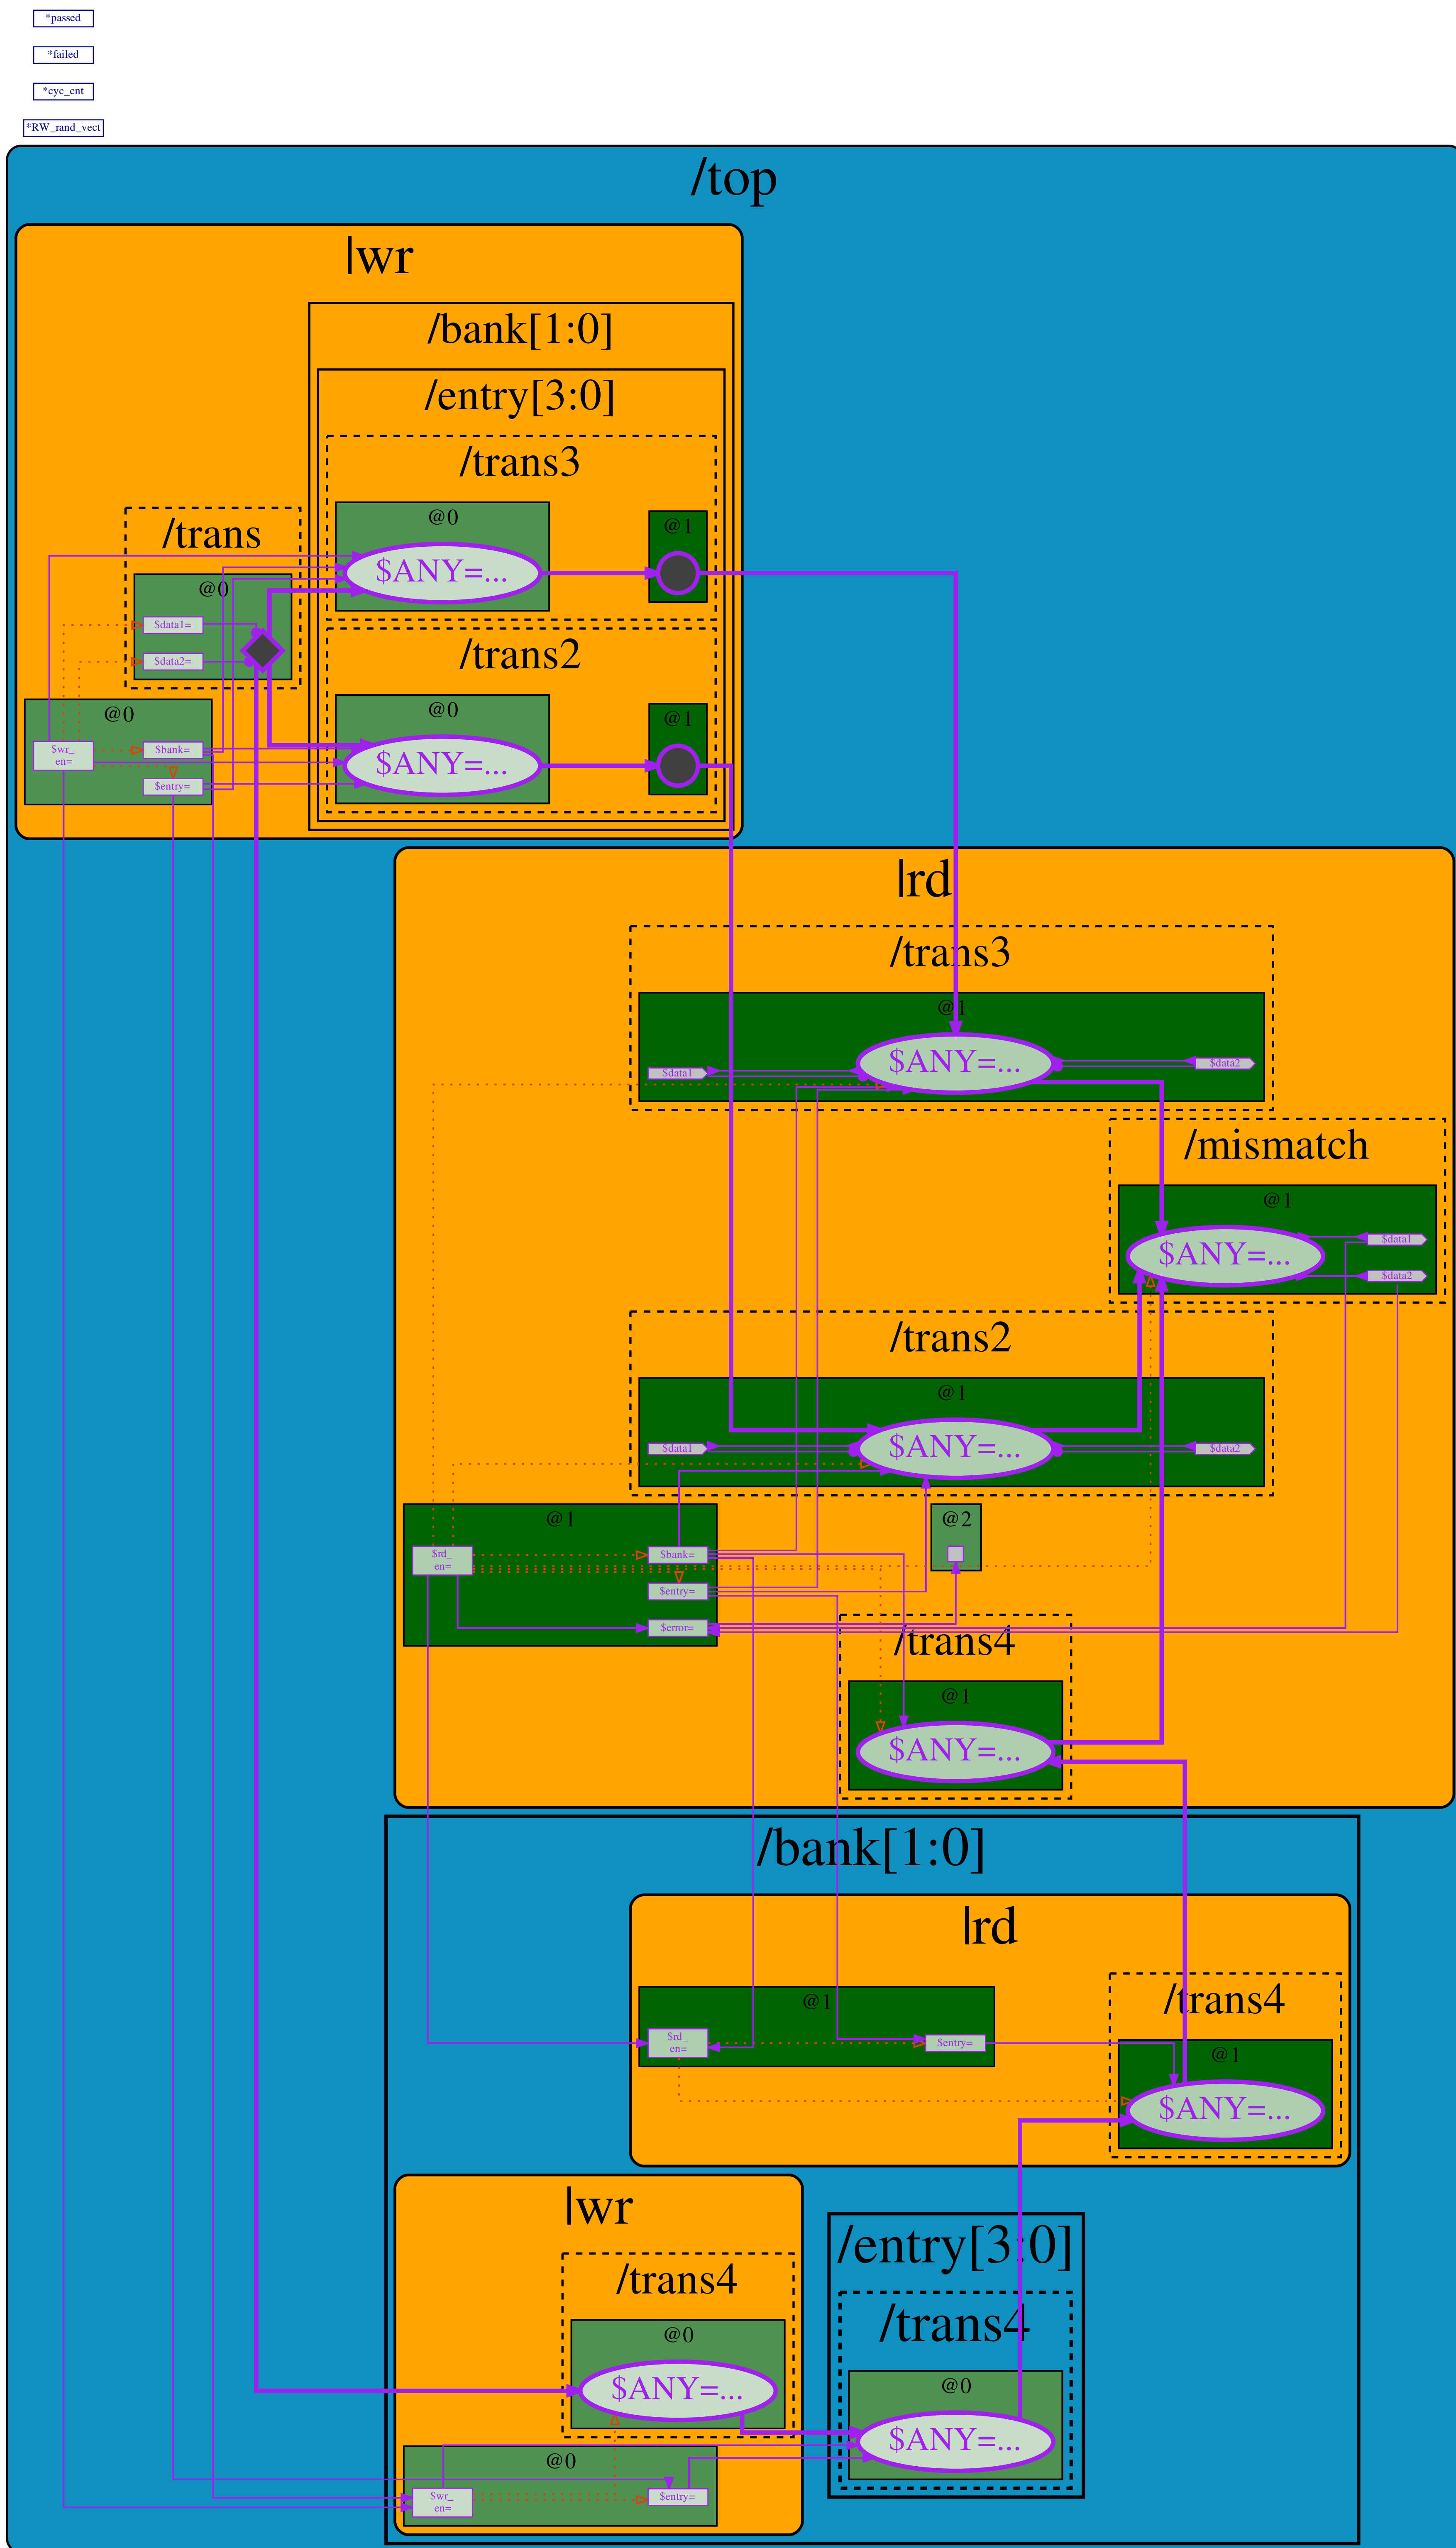 *passed
*failed
*cyc_cnt
*RW_rand_vect
/top
|wr
/bank[1:0]
/entry[3:0]
/trans3
@0
$ANY=...
@1
/trans
@0
$data1=
$data2=
/trans2
@0
$ANY=...
@1
@0
$wr_
en=
$bank=
$entry=
|rd
/trans3
@1
$data1
$ANY=...
$data2
/mismatch
@1
$ANY=...
$data1
$data2
/trans2
@1
$data1
$ANY=...
$data2
@1
$rd_
en=
$bank=
$entry=
$error=
@2
/trans4
@1
$ANY=...
/bank[1:0]
|rd
@1
$rd_
en=
$entry=
/trans4
@1
$ANY=...
|wr
/trans4
@0
$ANY=...
@0
$wr_
en=
$entry=
/entry[3:0]
/trans4
@0
$ANY=...